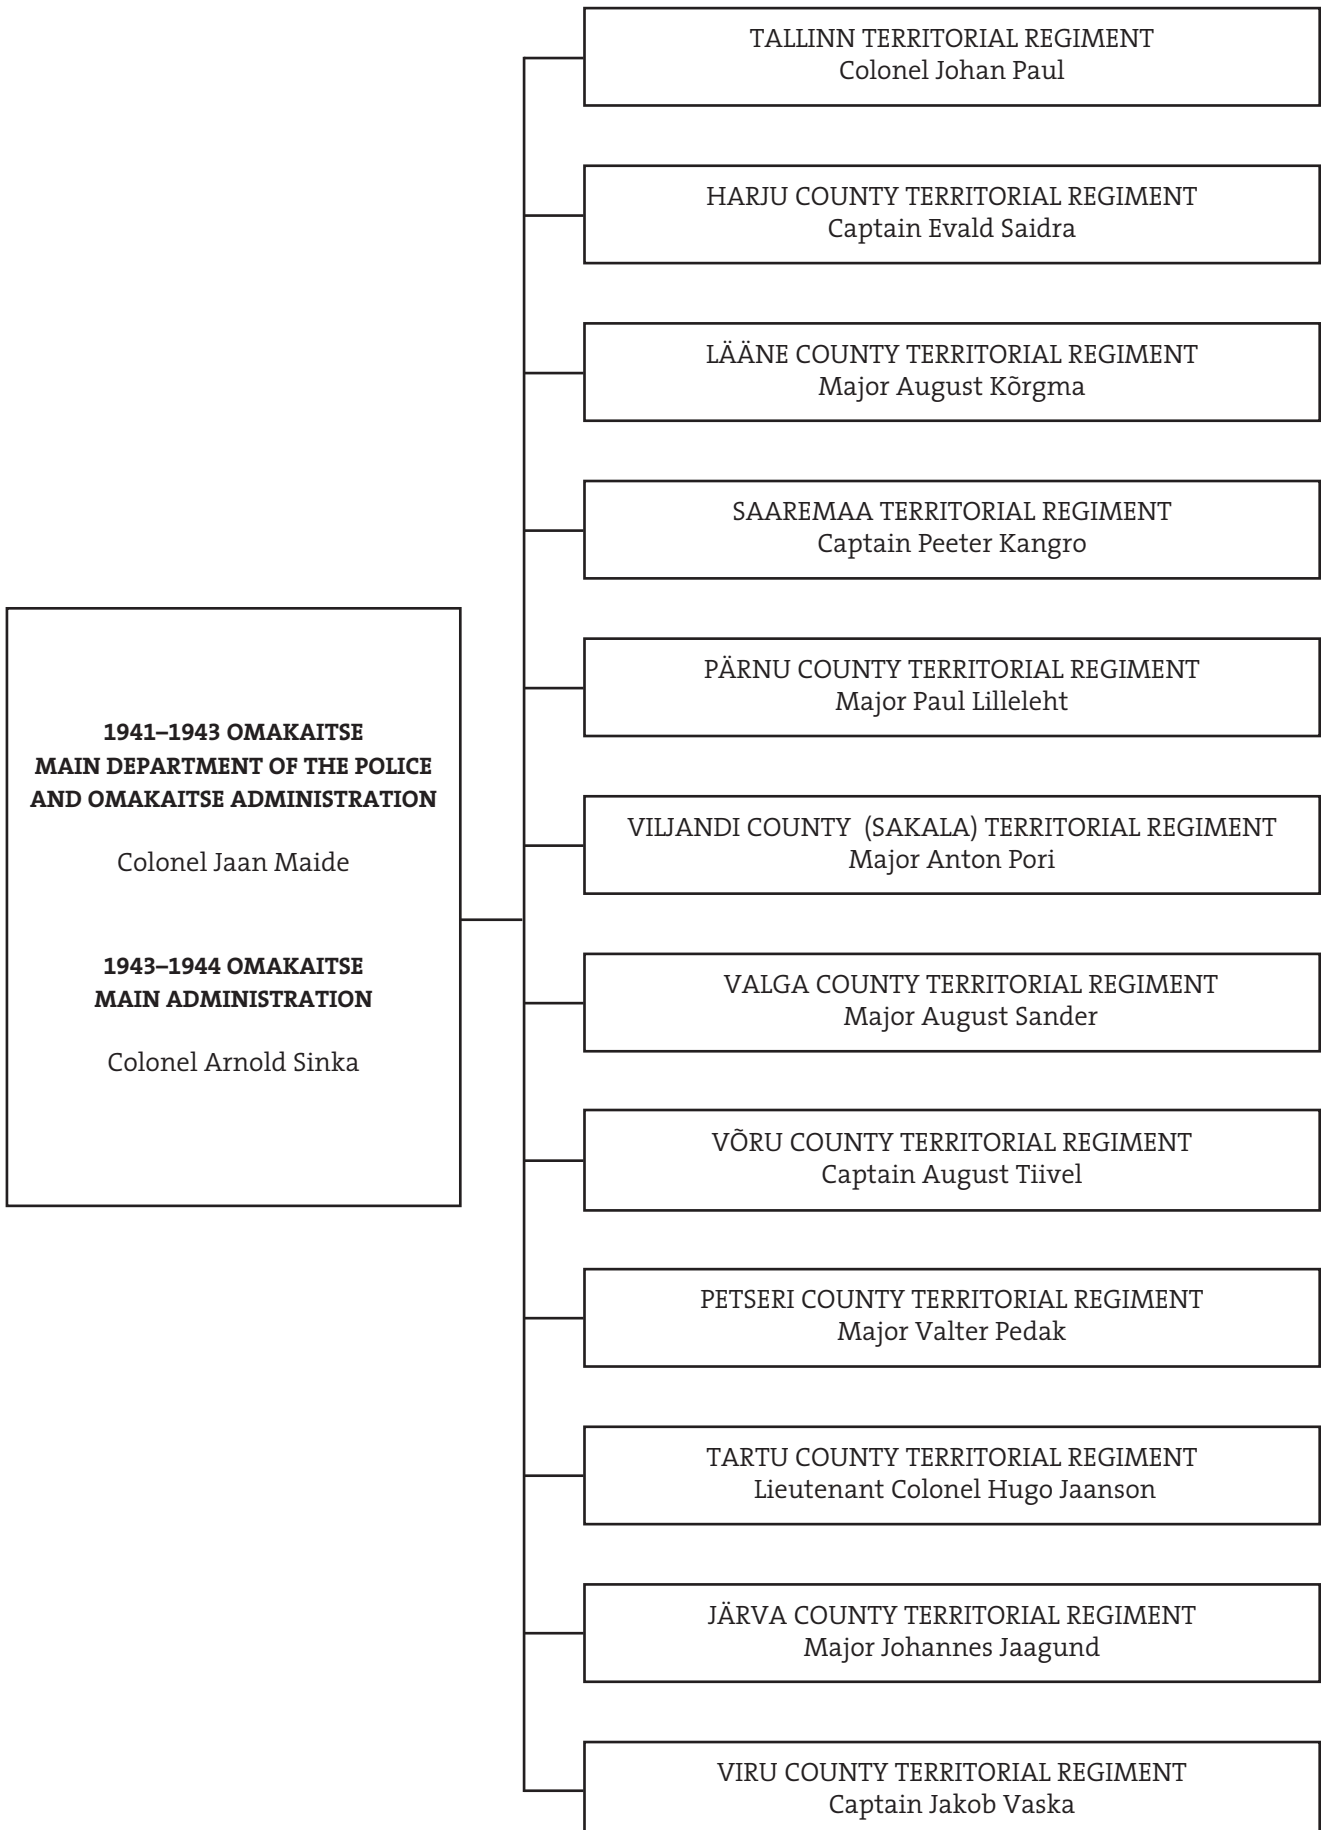 TALLINN TERRITORIAL REGIMENT
Colonel Johan Paul
HARJU COUNTY TERRITORIAL REGIMENT
Captain Evald Saidra
LÄÄNE COUNTY TERRITORIAL REGIMENT
Major August Kõrgma
SAAREMAA TERRITORIAL REGIMENT
Captain Peeter Kangro
PÄRNU COUNTY TERRITORIAL REGIMENT
Major Paul Lilleleht
1941–1943 OMAKAITSE
MAIN DEPARTMENT OF THE POLICE
AND OMAKAITSE ADMINISTRATION
Colonel Jaan Maide
1943–1944 OMAKAITSE
MAIN ADMINISTRATION
Colonel Arnold Sinka
VILJANDI COUNTY (SAKALA) TERRITORIAL REGIMENT
Major Anton Pori
VALGA COUNTY TERRITORIAL REGIMENT
Major August Sander
VÕRU COUNTY TERRITORIAL REGIMENT
Captain August Tiivel
PETSERI COUNTY TERRITORIAL REGIMENT
Major Valter Pedak
TARTU COUNTY TERRITORIAL REGIMENT
Lieutenant Colonel Hugo Jaanson
JÄRVA COUNTY TERRITORIAL REGIMENT
Major Johannes Jaagund
VIRU COUNTY TERRITORIAL REGIMENT
Captain Jakob Vaska